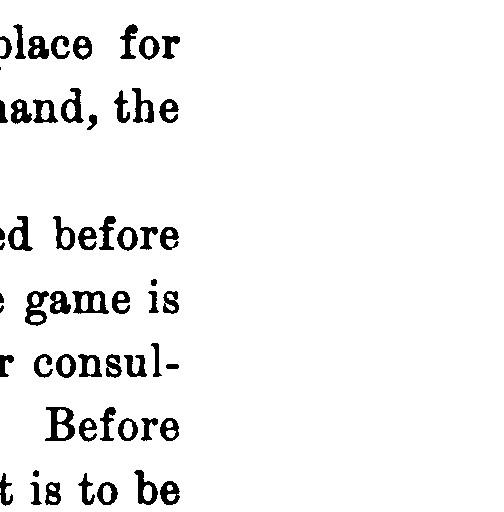 place for
hand, the
ed before
game is
r consul-
Before
t is to be